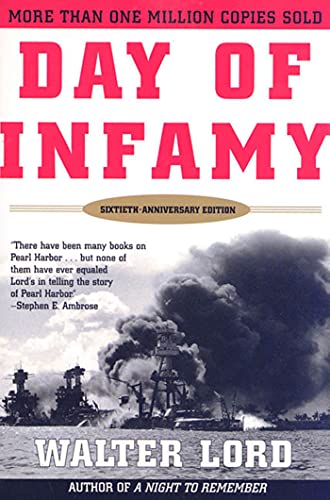 MORE THAN ONE MILLION COPIES SOLD
DAY OF
INFAMY
SIXTIETH-ANNIVERSARY EDITION
"There have been many books on
Pearl Harbor . . . but none of
them have ever equaled
Lord's in telling the story
of Pearl Harbor."
—Stephen E. Ambrose
WALTER LORD
AUTHOR OF A NIGHT TO REMEMBER